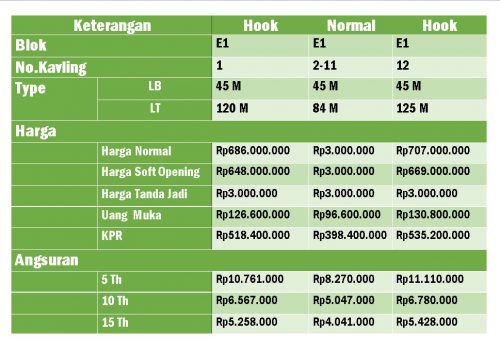 Keterangan Hook Normal Hook
Blok E1 E1 E1
No.Kavling 1 2-11 12
Type LB 45 M 45 M 45 M
LT 120 M 84 M 125 M
Harga
Harga Normal Rp686.000.000 Rp3.000.000 Rp707.000.000
Harga Soft Opening Rp648.000.000 Rp3.000.000 Rp669.000.000
Harga Tanda Jadi Rp3.000.000 Rp3.000.000 Rp3.000.000
Uang Muka Rp126.600.000 Rp96.600.000 Rp130.800.000
KPR Rp518.400.000 Rp398.400.000 Rp535.200.000
Angsuran
5 Th Rp10.761.000 Rp8.270.000 Rp11.110.000
10 Th Rp6.567.000 Rp5.047.000 Rp6.780.000
15 Th Rp5.258.000 Rp4.041.000 Rp5.428.000